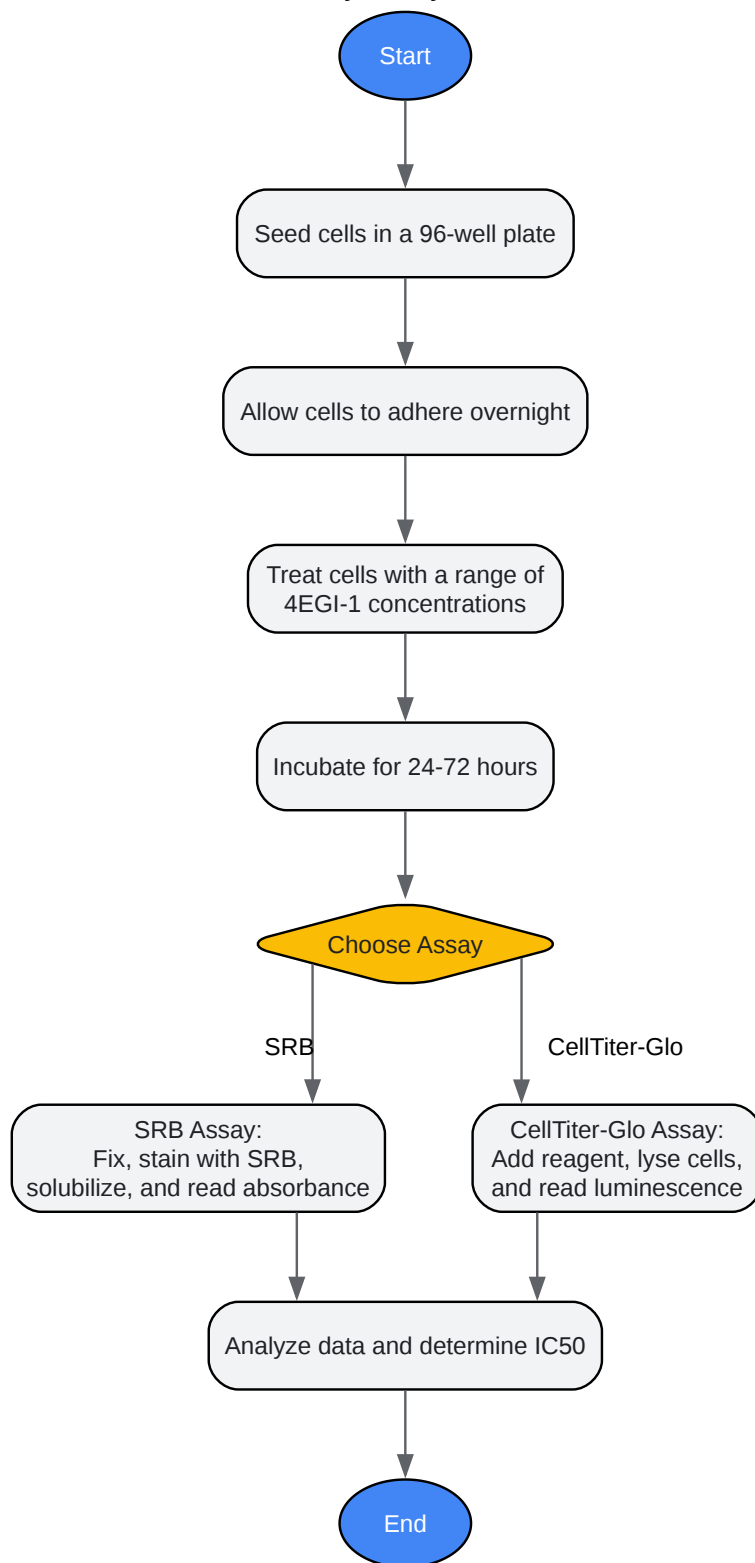 Start
Seed cells in a 96-well plate
Allow cells to adhere overnight
Treat cells with a range of
4EGI-1 concentrations
Incubate for 24-72 hours
Choose Assay
SRB
CellTiter-Glo
SRB Assay:
Fix, stain with SRB,
solubilize, and read absorbance
CellTiter-Glo Assay:
Add reagent, lyse cells,
and read luminescence
Analyze data and determine IC50
End